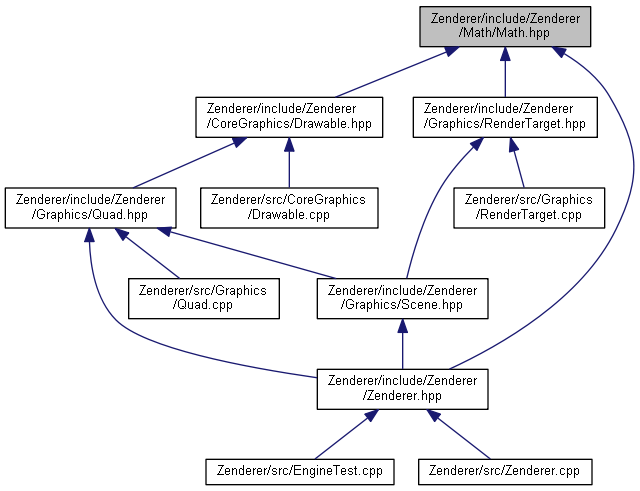 Zenderer/include/Zenderer
/Math/Math.hpp
Zenderer/include/Zenderer
/CoreGraphics/Drawable.hpp
Zenderer/include/Zenderer
/Graphics/RenderTarget.hpp
Zenderer/include/Zenderer
/Graphics/Quad.hpp
Zenderer/src/CoreGraphics
/Drawable.cpp
Zenderer/src/Graphics
/RenderTarget.cpp
Zenderer/src/Graphics
/Quad.cpp
Zenderer/include/Zenderer
/Graphics/Scene.hpp
Zenderer/include/Zenderer
/Zenderer.hpp
Zenderer/src/EngineTest.cpp
Zenderer/src/Zenderer.cpp